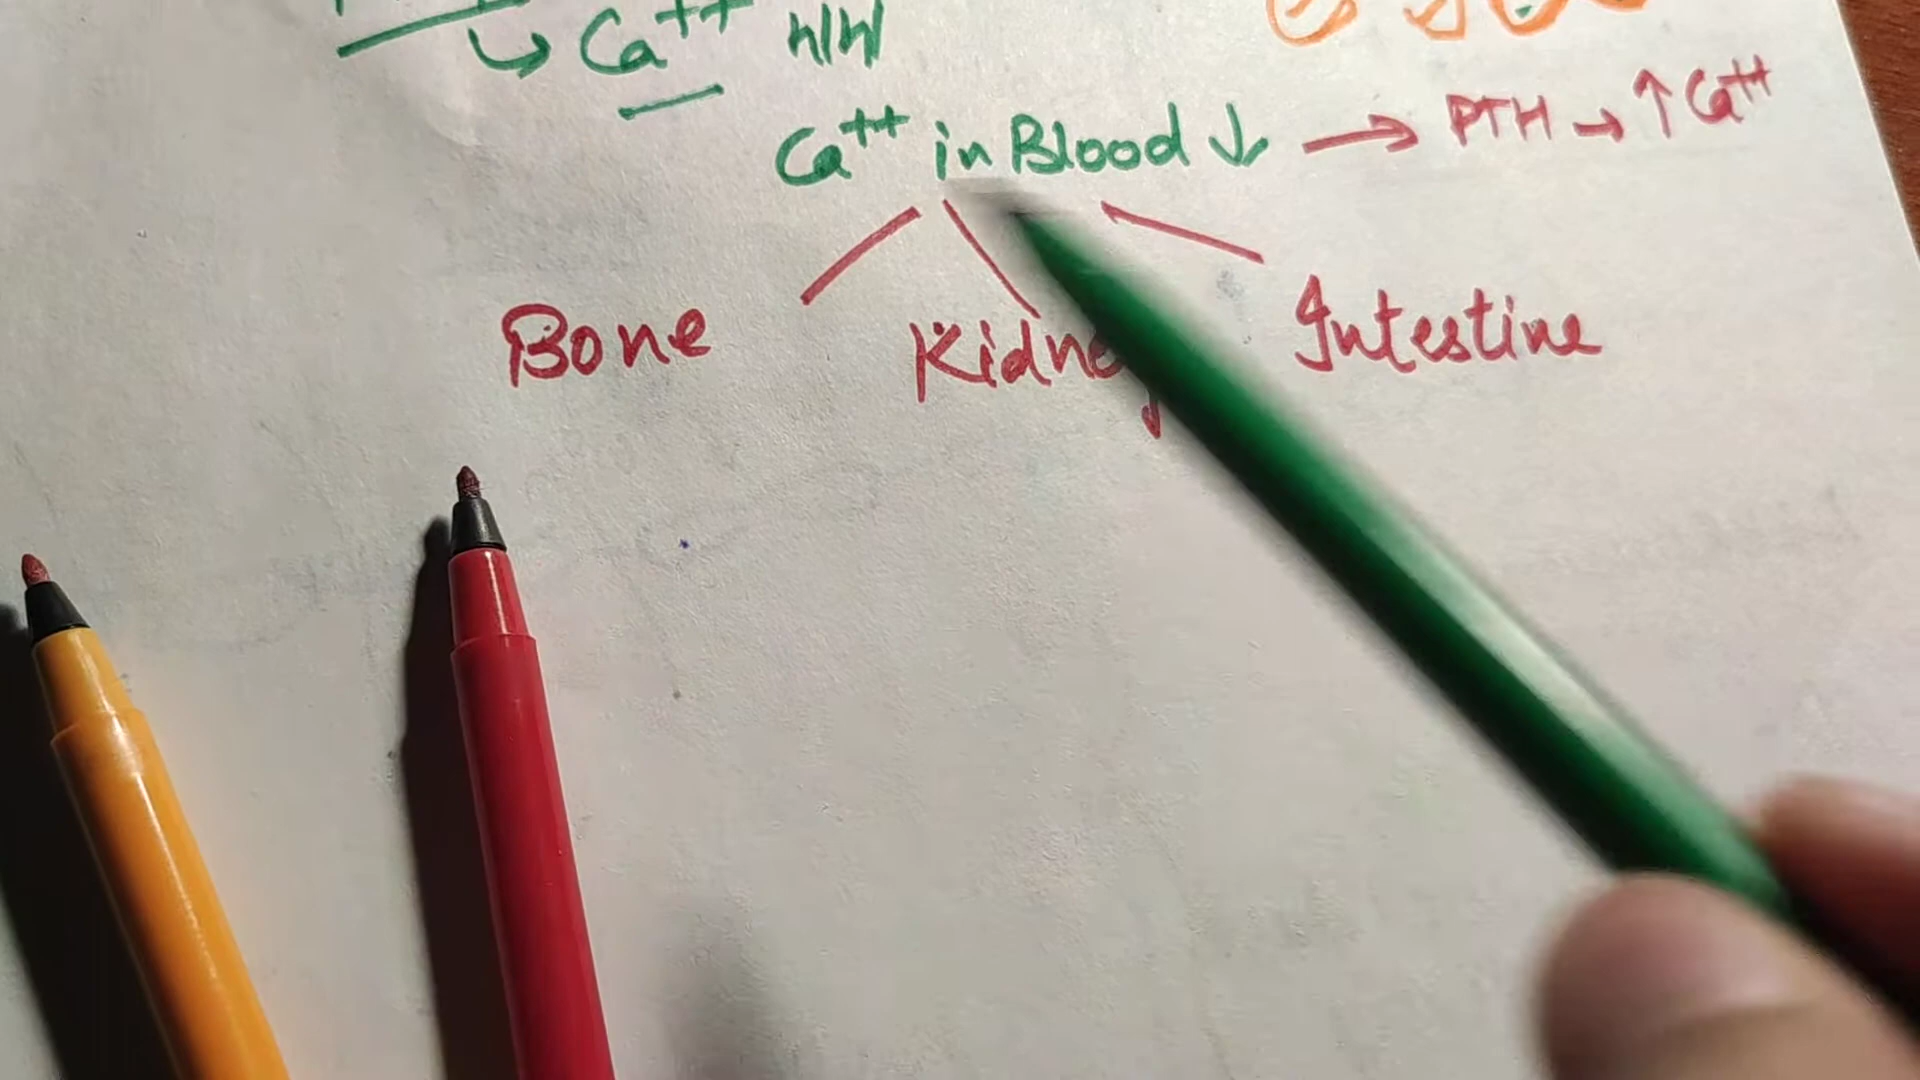 ↳ Ca++
Ca++ in Blood ↓ → PTH → ↑ Ca++
Bone Kidney Intestine